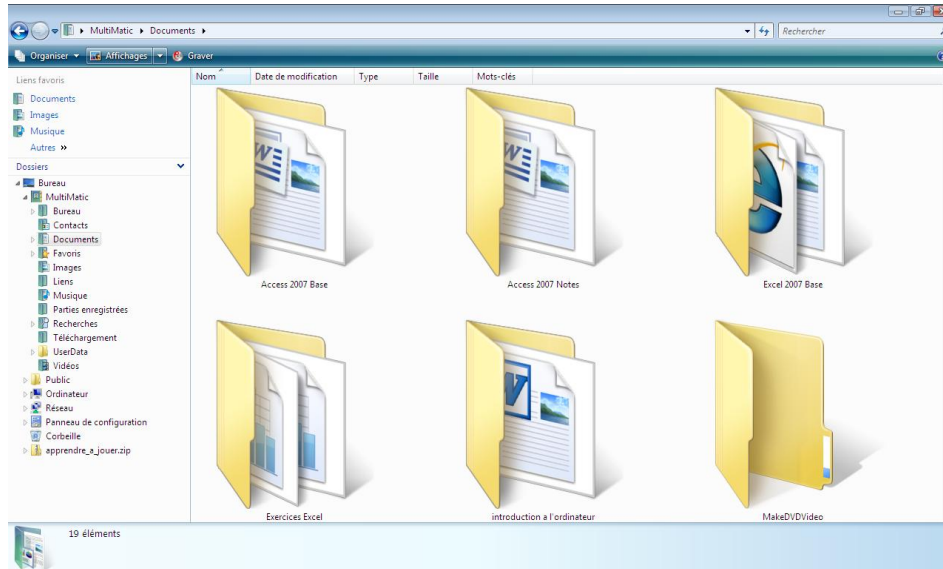 MultiMatic Documents
Rechercher
Organiser Affichages Graver
Liens favoris
Documents
Images
Musique
Autres »
Dossiers
Bureau
MultiMatic
Bureau
Contacts
Documents
Favoris
Images
Liens
Musique
Parties enregistrées
Recherches
Téléchargement
UserData
Vidéos
Public
Ordinateur
Réseau
Panneau de configuration
Corbeille
apprendre_a_jouer.zip
Nom Date de modification Type Taille Mots-clés
Access 2007 Base Access 2007 Notes Excel 2007 Base
Exercices Excel introduction a l'ordinateur MakeDVDVideo
19 éléments